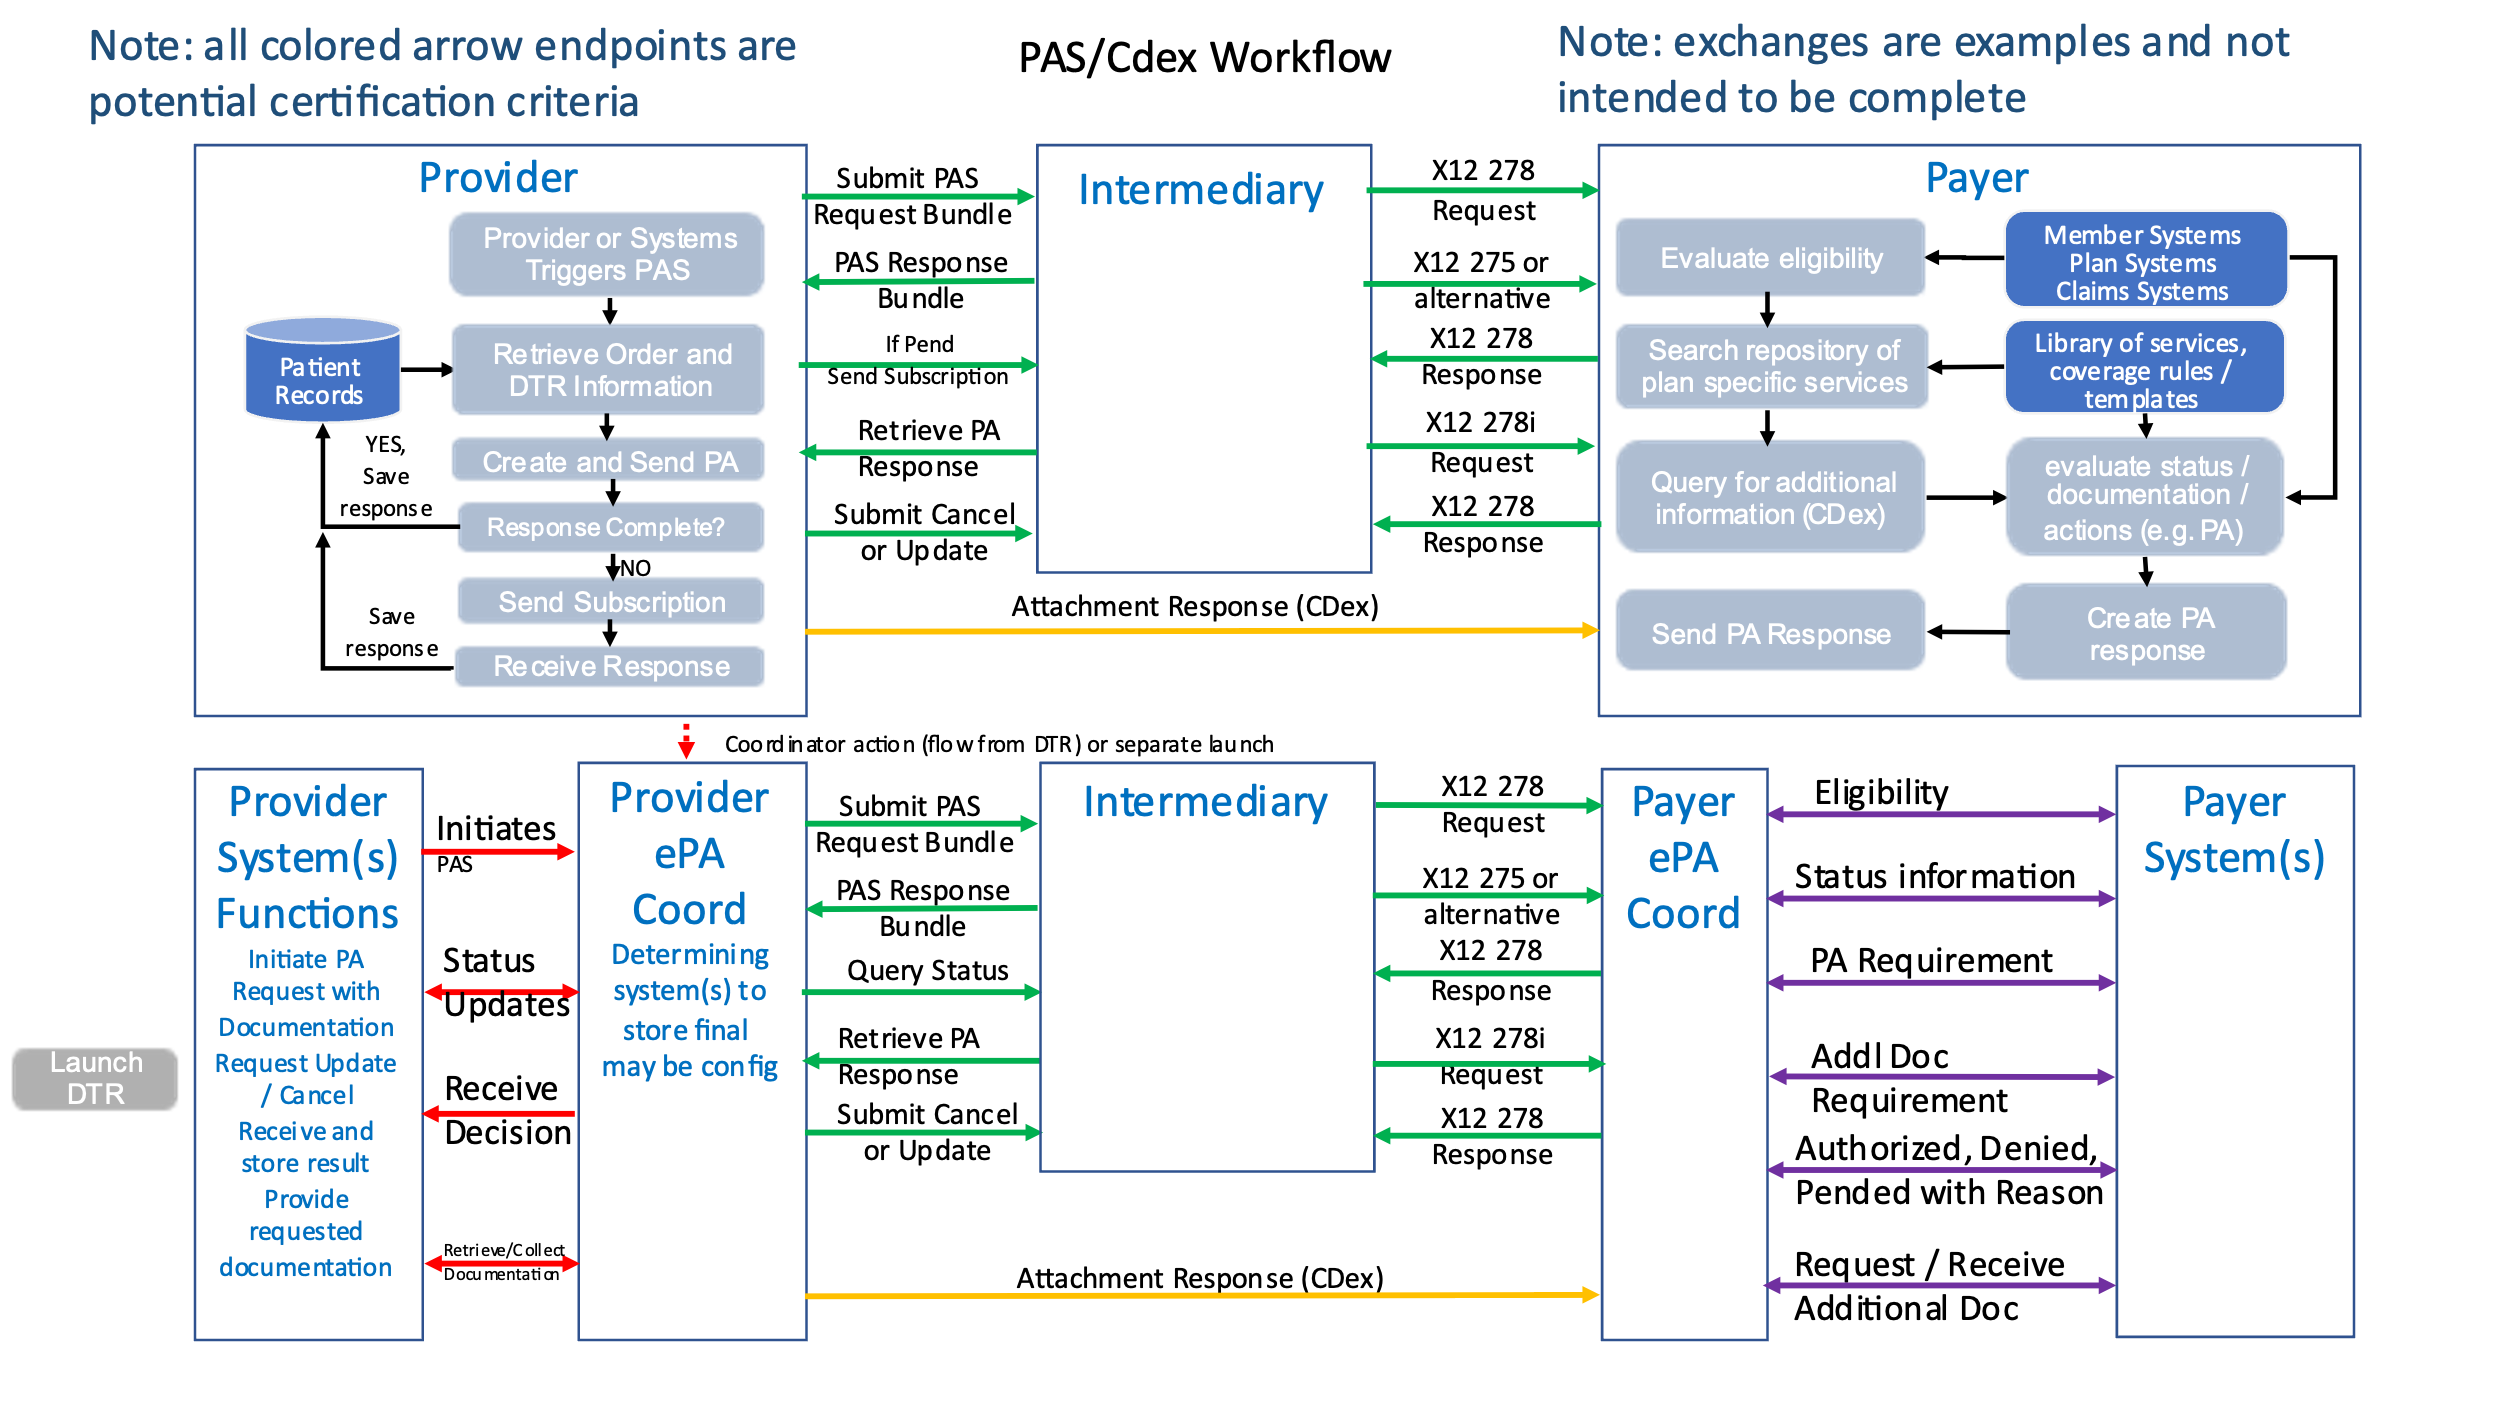 Note: all colored arrow endpoints are
potential certification criteria
PAS/Cdex Workflow
Note: exchanges are examples and not
intended to be complete
Provider
Provider or Systems
Triggers PAS
Patient
Records
Retrieve Order and
DTR Information
Create and Send PA
YES,
Save
response
Response Complete?
NO
Send Subscription
Save
response
Receive Response
Submit PAS
Request Bundle
PAS Response
Bundle
If Pend
Send Subscription
Retrieve PA
Response
Submit Cancel
or Update
Intermediary
X12 278
Request
X12 275 or
alternative
X12 278
Response
X12 278i
Request
X12 278
Response
Attachment Response (CDex)
Payer
Evaluate eligibility
Member Systems
Plan Systems
Claims Systems
Search repository of
plan specific services
Library of services,
coverage rules /
templates
Query for additional
information (CDex)
evaluate status /
documentation /
actions (e.g. PA)
Send PA Response
Create PA
response
Coordinator action (flow from DTR) or separate launch
Launch
DTR
Provider
System(s)
Functions
Initiate PA
Request with
Documentation
Request Update
/ Cancel
Receive and
store result
Provide
requested
documentation
Initiates
PAS
Status
Updates
Receive
Decision
Retrieve/Collect
Documentation
Provider
ePA
Coord
Determining
system(s) to
store final
may be config
Submit PAS
Request Bundle
PAS Response
Bundle
Query Status
Retrieve PA
Response
Submit Cancel
or Update
Intermediary
X12 278
Request
X12 275 or
alternative
X12 278
Response
X12 278i
Request
X12 278
Response
Attachment Response (CDex)
Payer
ePA
Coord
Eligibility
Status information
PA Requirement
Addl Doc
Requirement
Authorized, Denied,
Pended with Reason
Request / Receive
Additional Doc
Payer
System(s)